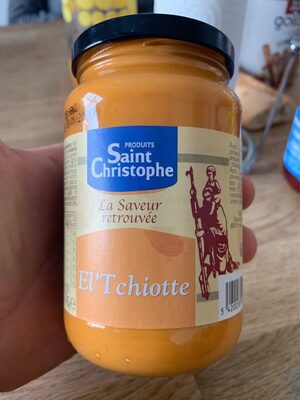 PRODUITS
Saint
Christophe
La Saveur
retrouvée
El'Tchiotte